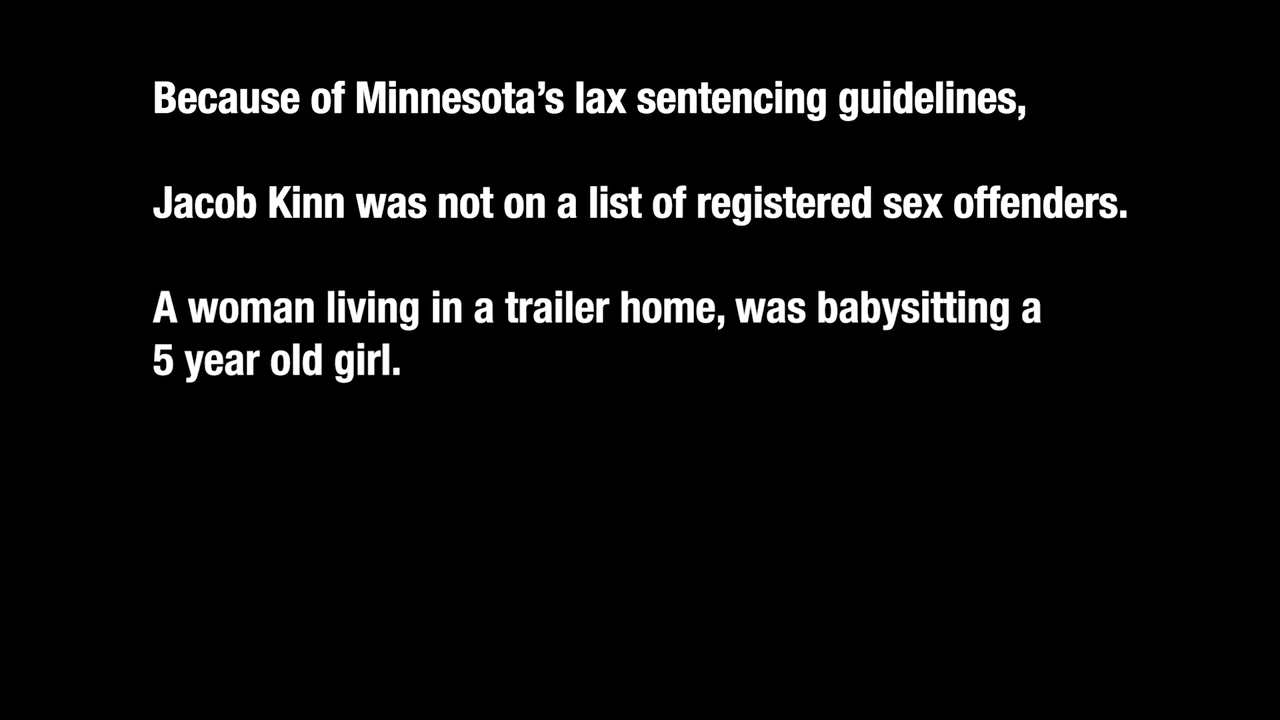 Because of Minnesota’s lax sentencing guidelines,
Jacob Kinn was not on a list of registered sex offenders.
A woman living in a trailer home, was babysitting a
5 year old girl.